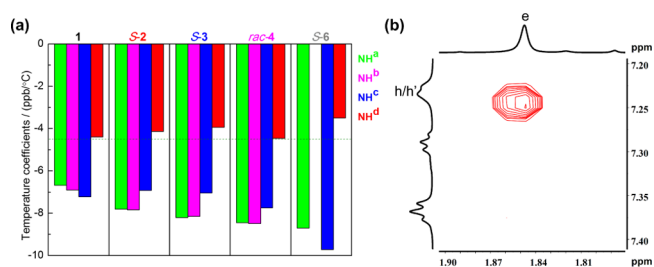 (a)
1 S-2 S-3 rac-4 S-6
Temperature coefficients / (ppb/°C)
0
-2
-4
-6
-8
-10
NHa
NHb
NHc
NHd
(b)
e
ppm
h/h'
7.20
7.25
7.30
7.35
7.40
1.90 1.87 1.84 1.81 ppm